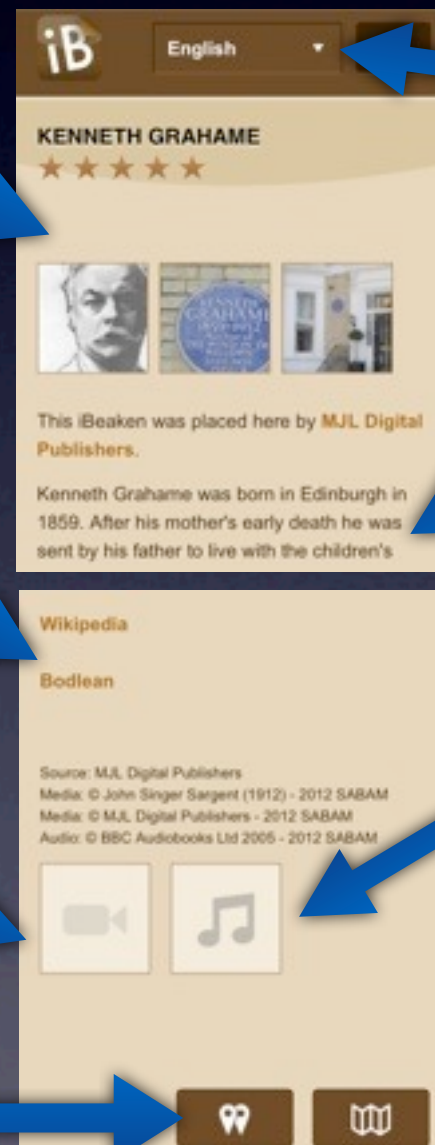 iB
English
KENNETH GRAHAME
KENNETH
GRAHAME
This iBeaken was placed here by MJL Digital
Publishers.
Kenneth Grahame was born in Edinburgh in
1859. After his mother's early death he was
sent by his father to live with the children's
Wikipedia
Bodlean
Source: MJL Digital Publishers
Media: © John Singer Sargent (1912) - 2012 SABAM
Media: © MJL Digital Publishers - 2012 SABAM
Audio: © BBC Audiobooks Ltd 2005 - 2012 SABAM